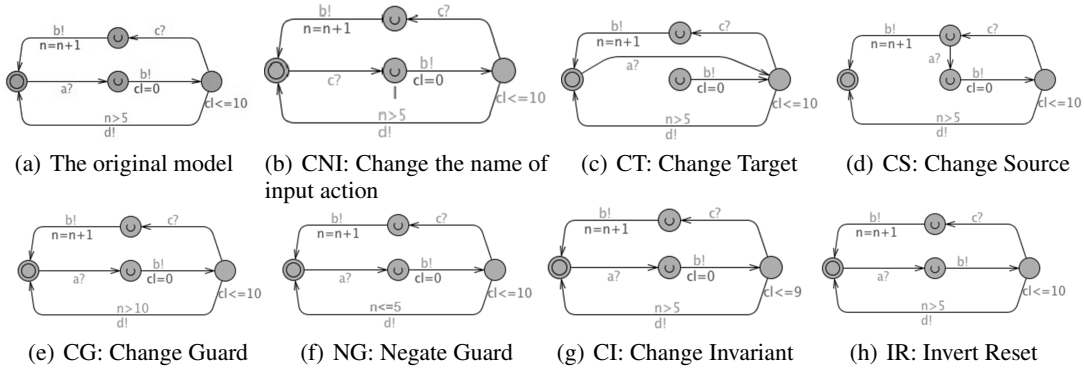 b!
c?
n=n+1
a?
b!
cl=0
cl<=10
n>5
d!
(a) The original model
b!
c?
n=n+1
c?
b!
cl=0
cl<=10
n>5
d!
(b) CNI: Change the name of
input action
b!
c?
n=n+1
a?
b!
cl=0
cl<=10
n>5
d!
(c) CT: Change Target
b!
c?
n=n+1
a?
b!
cl=0
cl<=10
n>5
d!
(d) CS: Change Source
b!
c?
n=n+1
a?
b!
cl=0
cl<=10
n>10
d!
(e) CG: Change Guard
b!
c?
n=n+1
a?
b!
cl=0
cl<=10
n<=5
d!
(f) NG: Negate Guard
b!
c?
n=n+1
a?
b!
cl=0
cl<=9
n>5
d!
(g) CI: Change Invariant
b!
c?
n=n+1
a?
b!
cl<=10
n>5
d!
(h) IR: Invert Reset